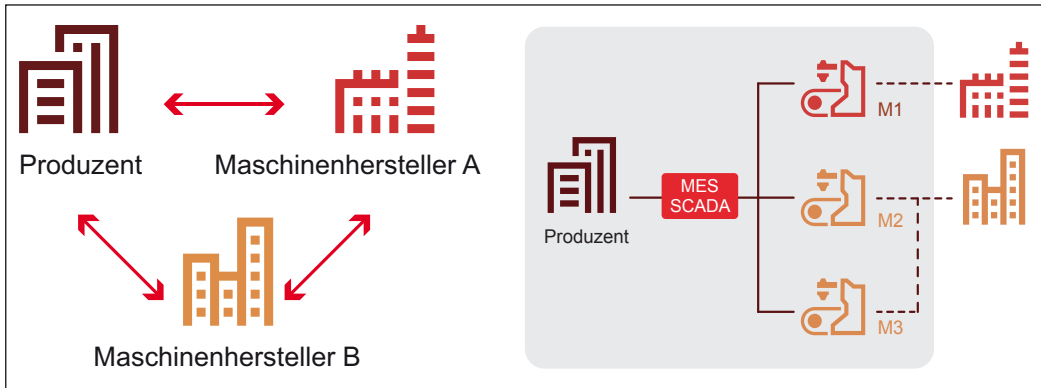 Produzent
Maschinenhersteller A
Maschinenhersteller B
Produzent
MES
SCADA
M1
M2
M3